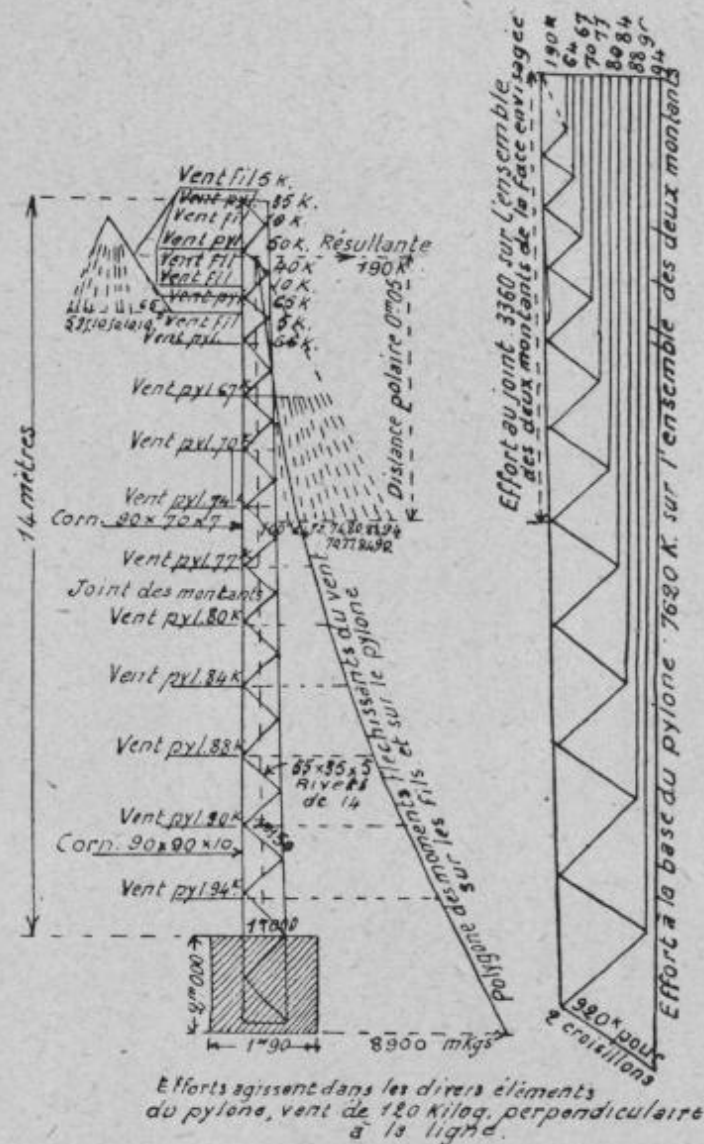 190 K
64 67
70 77
80 84
88 91
94
Vent fil 5 K.
Vent pyl. 35 K.
Vent fil 10 K.
Vent pyl. 50 K.
Vent fil 40 K
Vent fil 10 K.
Vent pyl 65 K
Vent fil 5 K.
Vent pyl. 66 K.
Résultante
190 K
Vent pyl. 67 K
Vent pyl. 70 K
Vent pyl. 74 K
Corn. 90 x 70 x 7
Vent pyl. 77 K
Joint des montants
Vent pyl. 80 K
Vent pyl. 84 K
Vent pyl. 88 K
65 x 35 x 5
Rivets
de 14
Vent pyl. 90 K
Corn. 90 x 90 x 10
Vent pyl. 94 K.
1m000
14 mètres
2m000
1m90
8900 mkgs
Distance polaire 0m05
polygone des moments fléchissants du vent
sur les fils et sur le pylone
Effort au joint 3360 sur l'ensemble
des deux montants de la face envisagée
Effort à la base du pylone : 7620 K. sur l'ensemble des deux montants
920 K pour
2 croisillons
Efforts agissent dans les divers éléments
du pylone, vent de 120 Kilog. perpendiculaire
à la ligne.